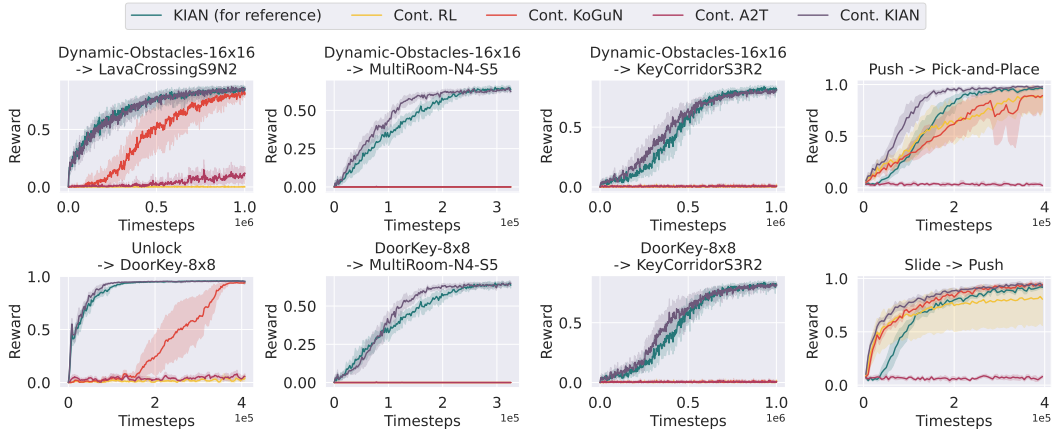 KIAN (for reference) Cont. RL Cont. KoGuN Cont. A2T Cont. KIAN
Dynamic-Obstacles-16x16
-> LavaCrossingS9N2
Reward
0.5
0.0
0.0 0.5 1.0
1e6
Timesteps
Dynamic-Obstacles-16x16
-> MultiRoom-N4-S5
Reward
0.50
0.25
0.00
0 1 2 3
1e5
Timesteps
Dynamic-Obstacles-16x16
-> KeyCorridorS3R2
Reward
0.5
0.0
0.0 0.5 1.0
1e6
Timesteps
Push -> Pick-and-Place
Reward
1.0
0.5
0.0
0 2 4
1e5
Timesteps
Unlock
-> DoorKey-8x8
Reward
1.0
0.5
0.0
0 2 4
1e5
Timesteps
DoorKey-8x8
-> MultiRoom-N4-S5
Reward
0.50
0.25
0.00
0 1 2 3
1e5
Timesteps
DoorKey-8x8
-> KeyCorridorS3R2
Reward
0.5
0.0
0.0 0.5 1.0
1e6
Timesteps
Slide -> Push
Reward
1.0
0.5
0.0
0 2 4
1e5
Timesteps